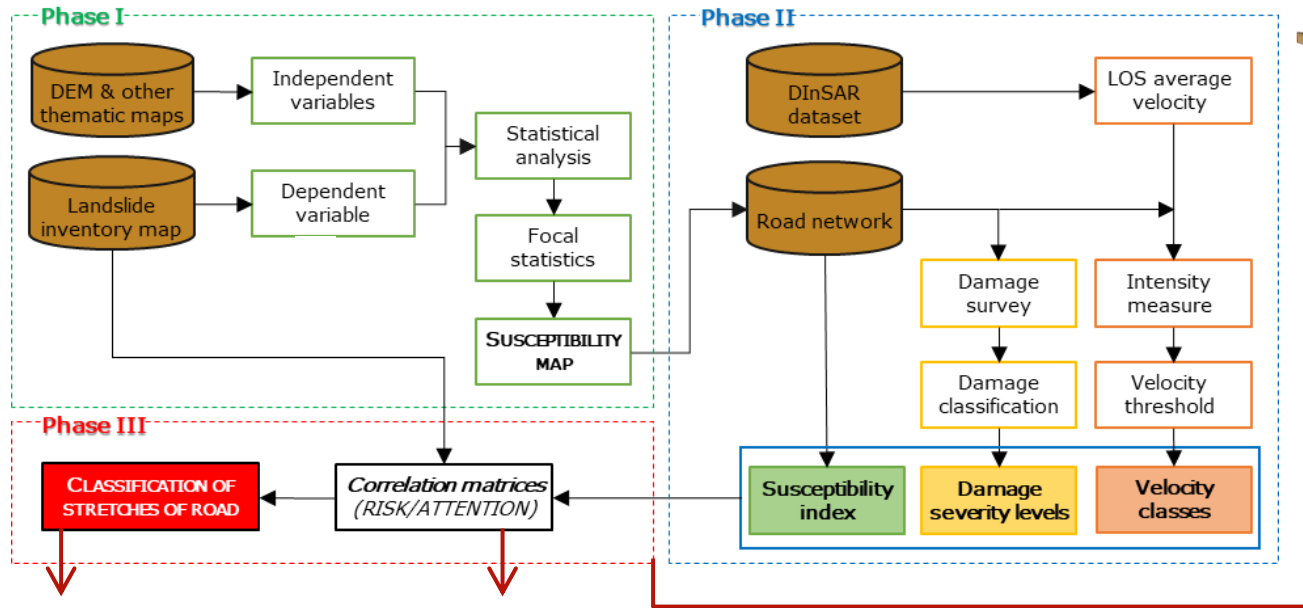 Phase I
DEM & other
thematic maps
Independent
variables
Landslide
inventory map
Dependent
variable
Statistical
analysis
Focal
statistics
SUSCEPTIBILITY
MAP
Phase II
DInSAR
dataset
LOS average
velocity
Road network
Damage
survey
Intensity
measure
Damage
classification
Velocity
threshold
Susceptibility
index
Damage
severity levels
Velocity
classes
Phase III
CLASSIFICATION OF
STRETCHES OF ROAD
Correlation matrices
(RISK/ATTENTION)